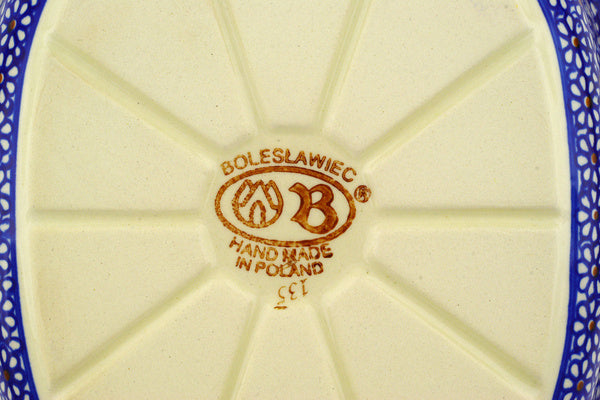 BOLESŁAWIEC
B ®
HAND MADE
IN POLAND
135